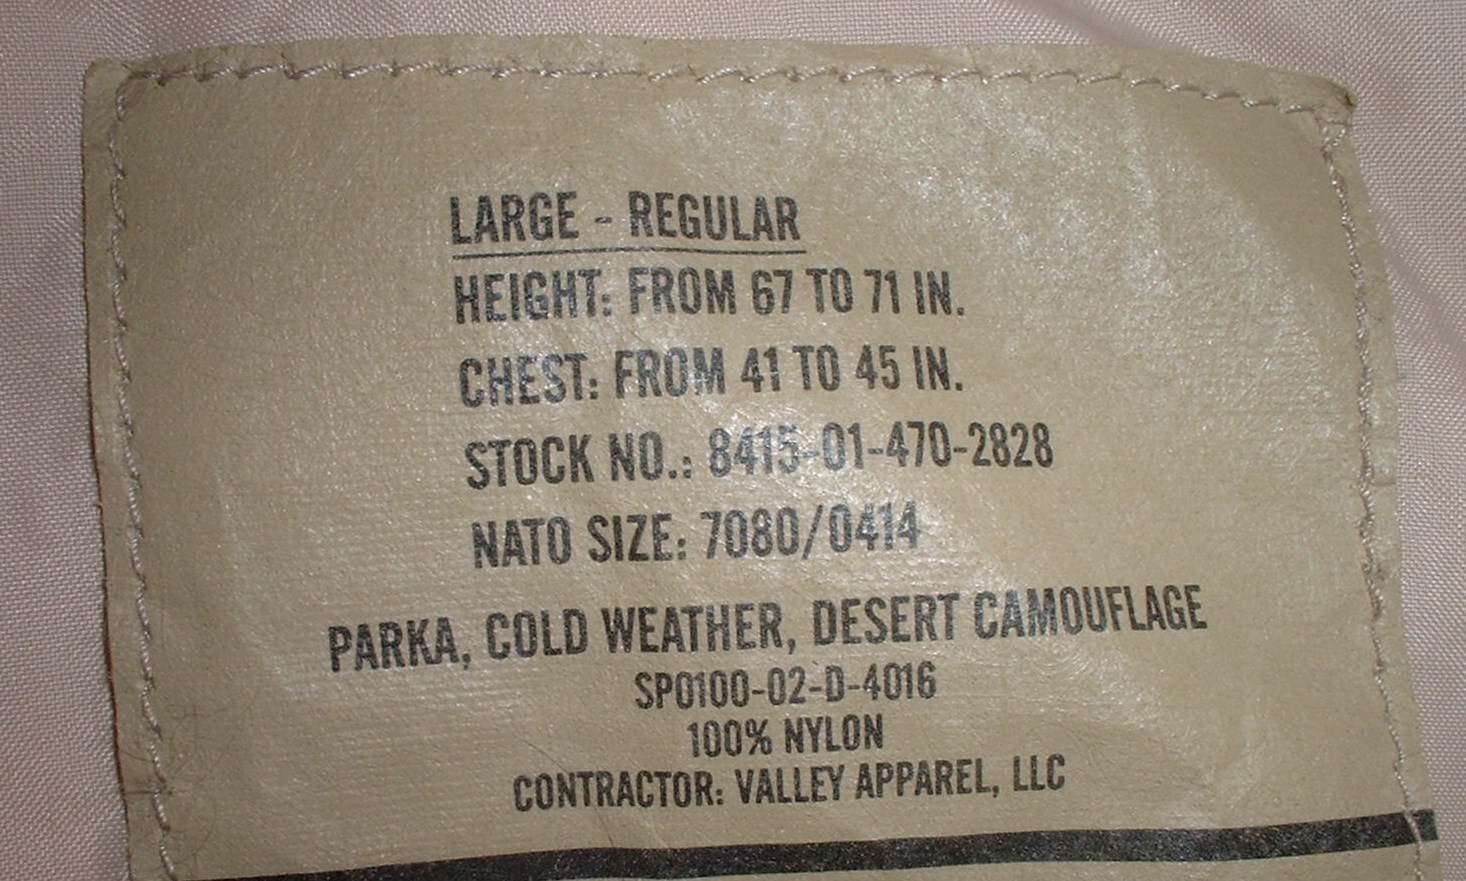 LARGE - REGULAR
HEIGHT: FROM 67 TO 71 IN.
CHEST: FROM 41 TO 45 IN.
STOCK NO.: 8415-01-470-2828
NATO SIZE: 7080/0414
PARKA, COLD WEATHER, DESERT CAMOUFLAGE
SP0100-02-D-4016
100% NYLON
CONTRACTOR: VALLEY APPAREL, LLC